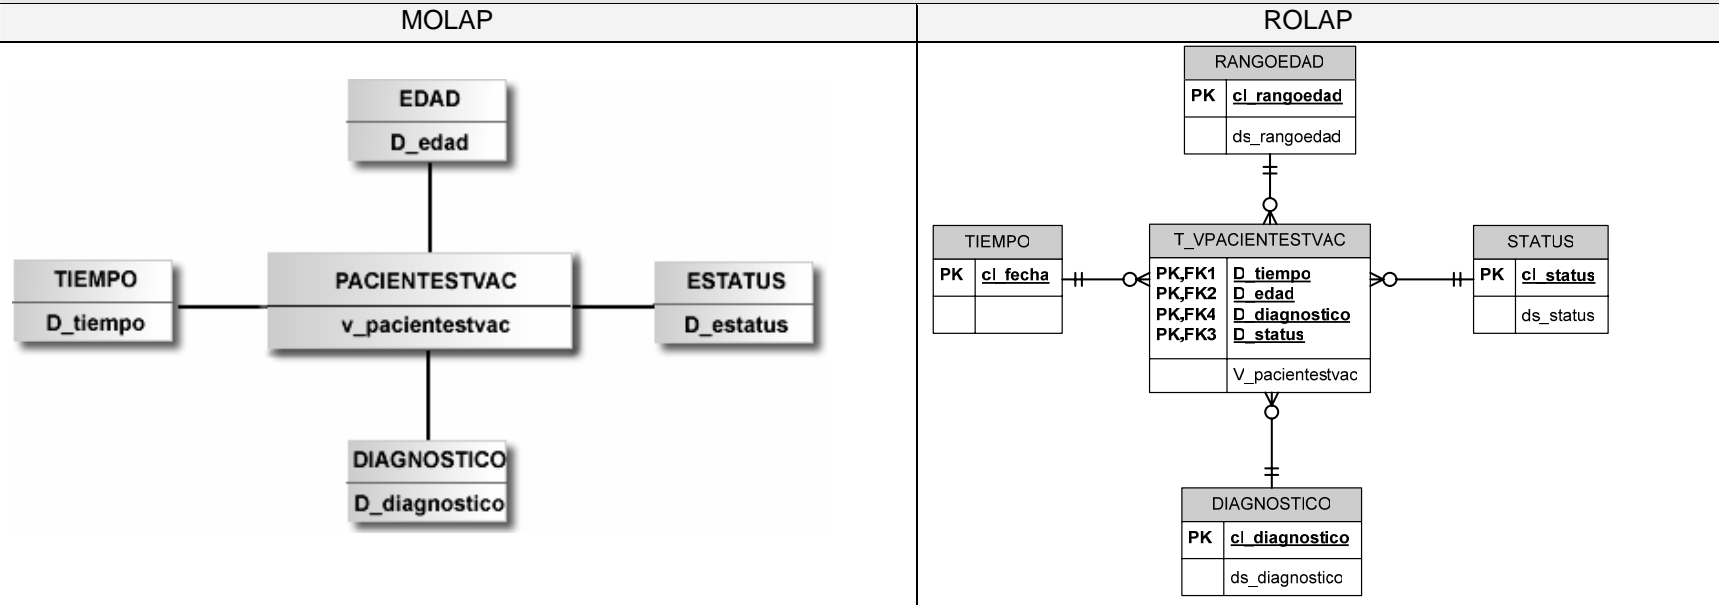 MOLAP
EDAD
D_edad
TIEMPO
D_tiempo
PACIENTESTVAC
v_pacientestvac
ESTATUS
D_estatus
DIAGNOSTICO
D_diagnostico
ROLAP
RANGOEDAD
PK cl_rangoedad
ds_rangoedad
TIEMPO
PK cl_fecha
T_VPACIENTESTVAC
PK,FK1 D_tiempo
PK,FK2 D_edad
PK,FK4 D_diagnostico
PK,FK3 D_status
V_pacientestvac
STATUS
PK cl_status
ds_status
DIAGNOSTICO
PK cl_diagnostico
ds_diagnostico